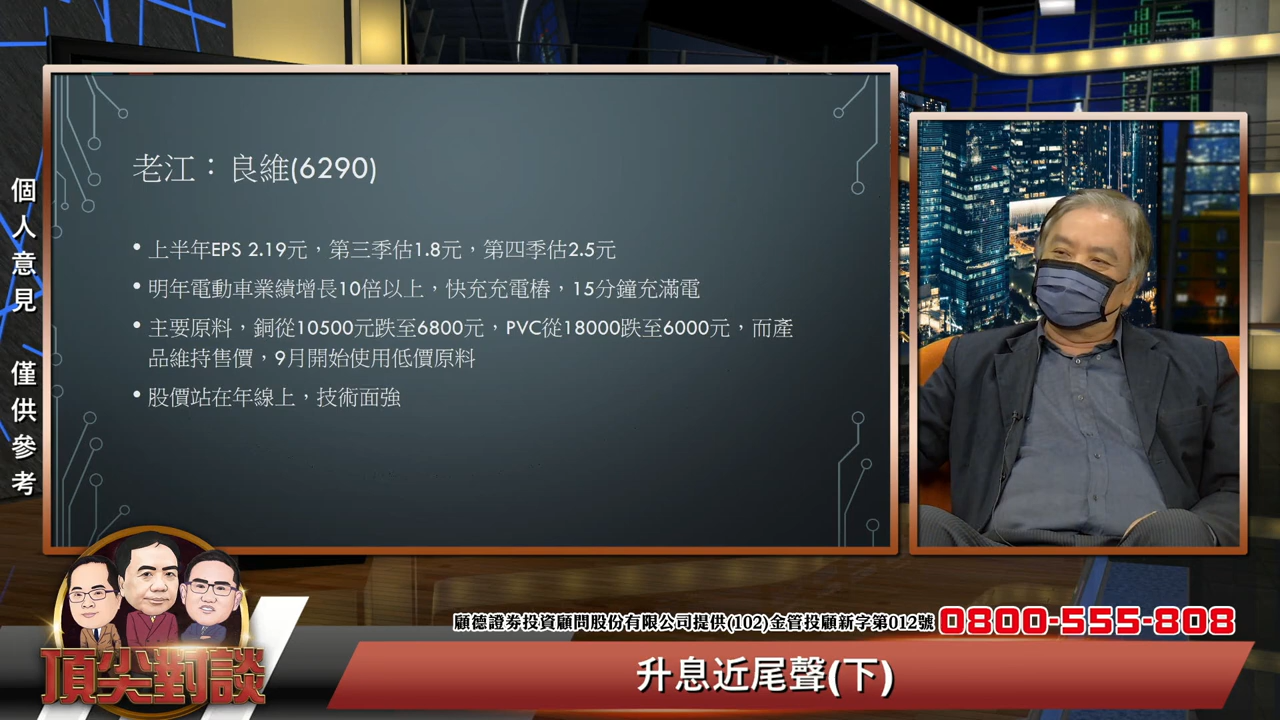 老江：良維(6290)
• 上半年EPS 2.19元，第三季估1.8元，第四季估2.5元
• 明年電動車業績增長10倍以上，快充充電樁，15分鐘充滿電
• 主要原料，銅從10500元跌至6800元，PVC從18000跌至6000元，而產
品維持售價，9月開始使用低價原料
• 股價站在年線上，技術面強
個人意見 僅供參考
顧德證券投資顧問股份有限公司提供(102)金管投顧新字第012號 0800-555-808
頂尖對談
升息近尾聲(下)